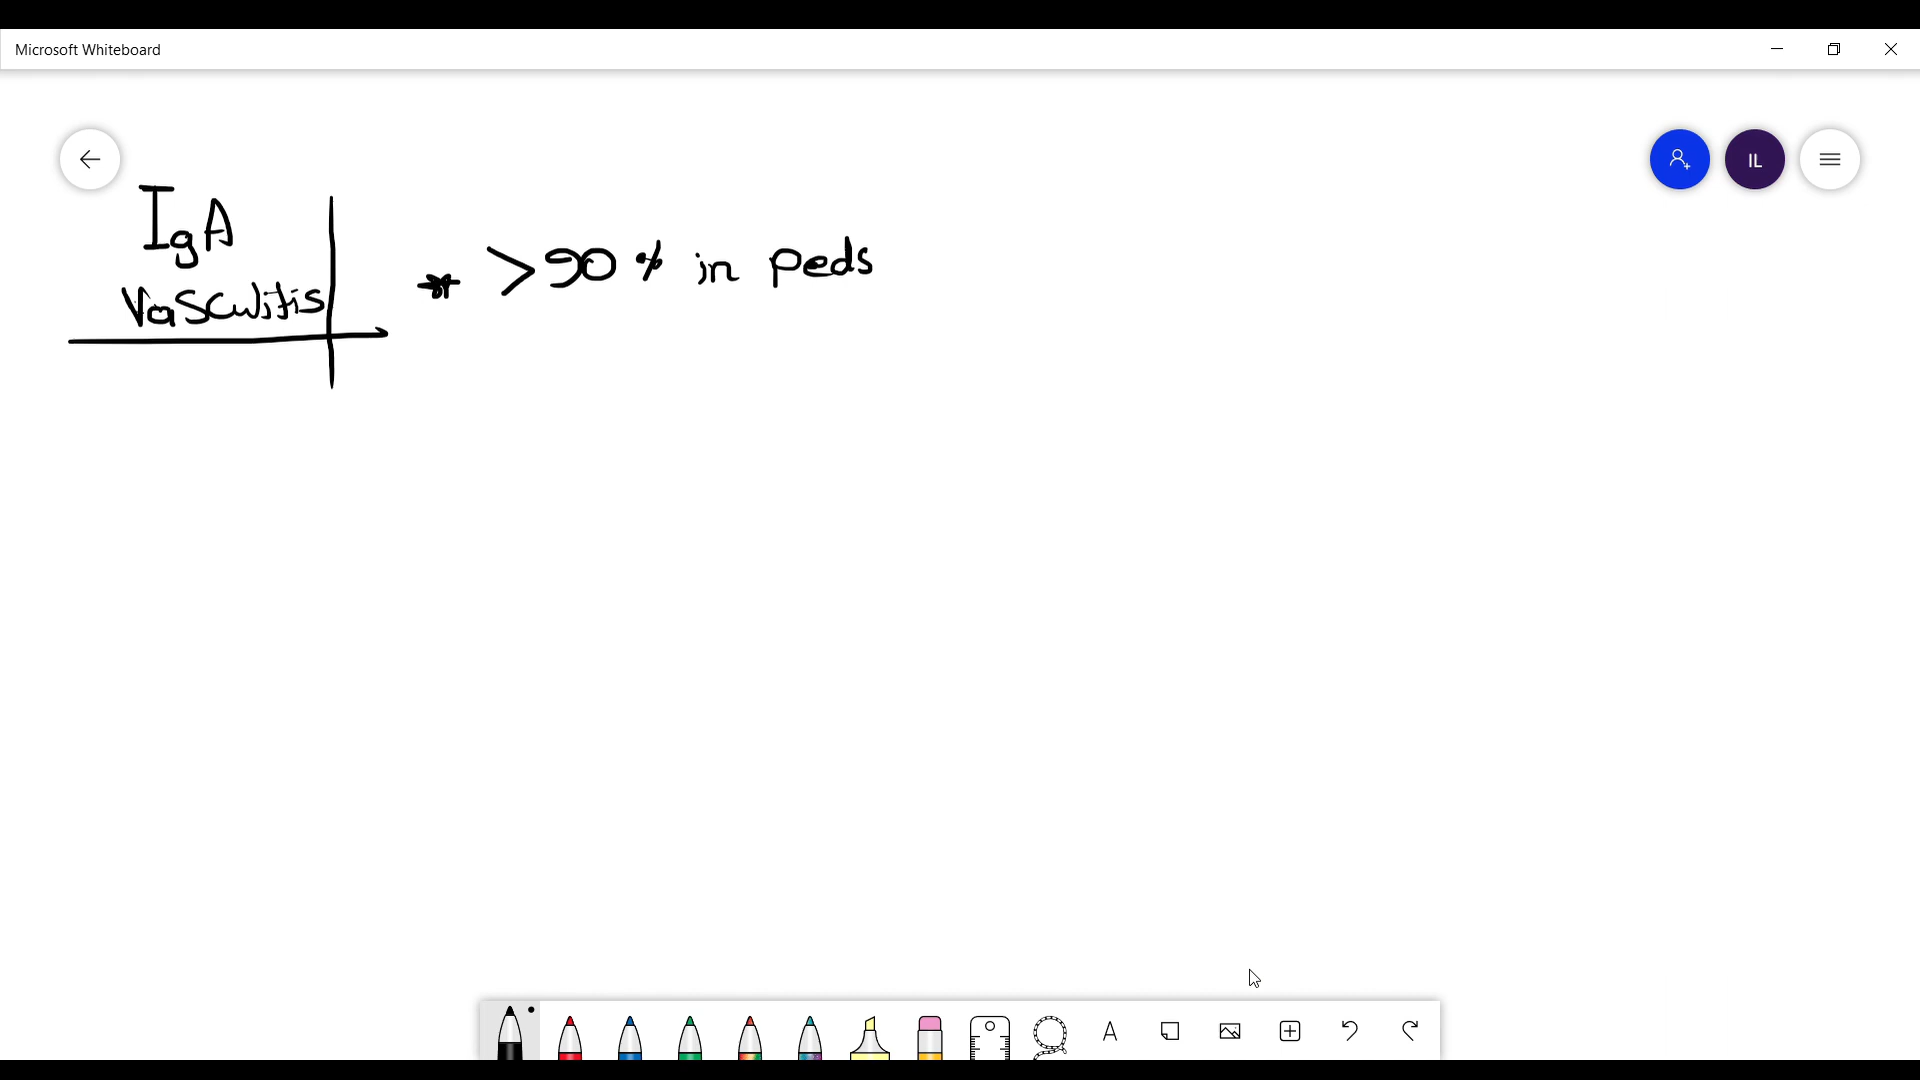 Microsoft Whiteboard
IL
IgA
Vasculitis
* >90 % in peds
A